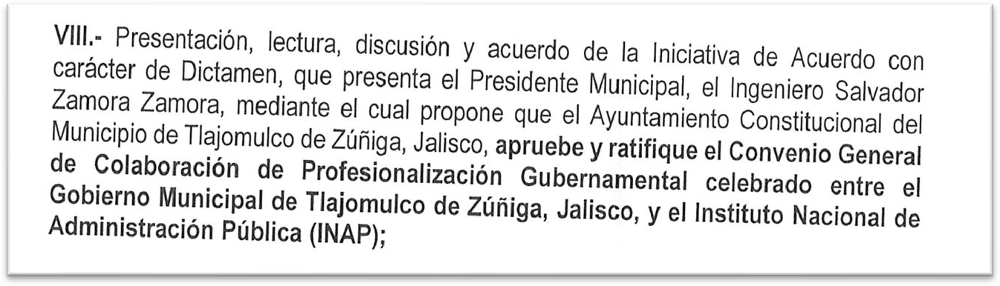 VIII.- Presentación, lectura, discusión y acuerdo de la Iniciativa de Acuerdo con
carácter de Dictamen, que presenta el Presidente Municipal, el Ingeniero Salvador
Zamora Zamora, mediante el cual propone que el Ayuntamiento Constitucional del
Municipio de Tlajomulco de Zúñiga, Jalisco, apruebe y ratifique el Convenio General
de Colaboración de Profesionalización Gubernamental celebrado entre el
Gobierno Municipal de Tlajomulco de Zúñiga, Jalisco, y el Instituto Nacional de
Administración Pública (INAP);